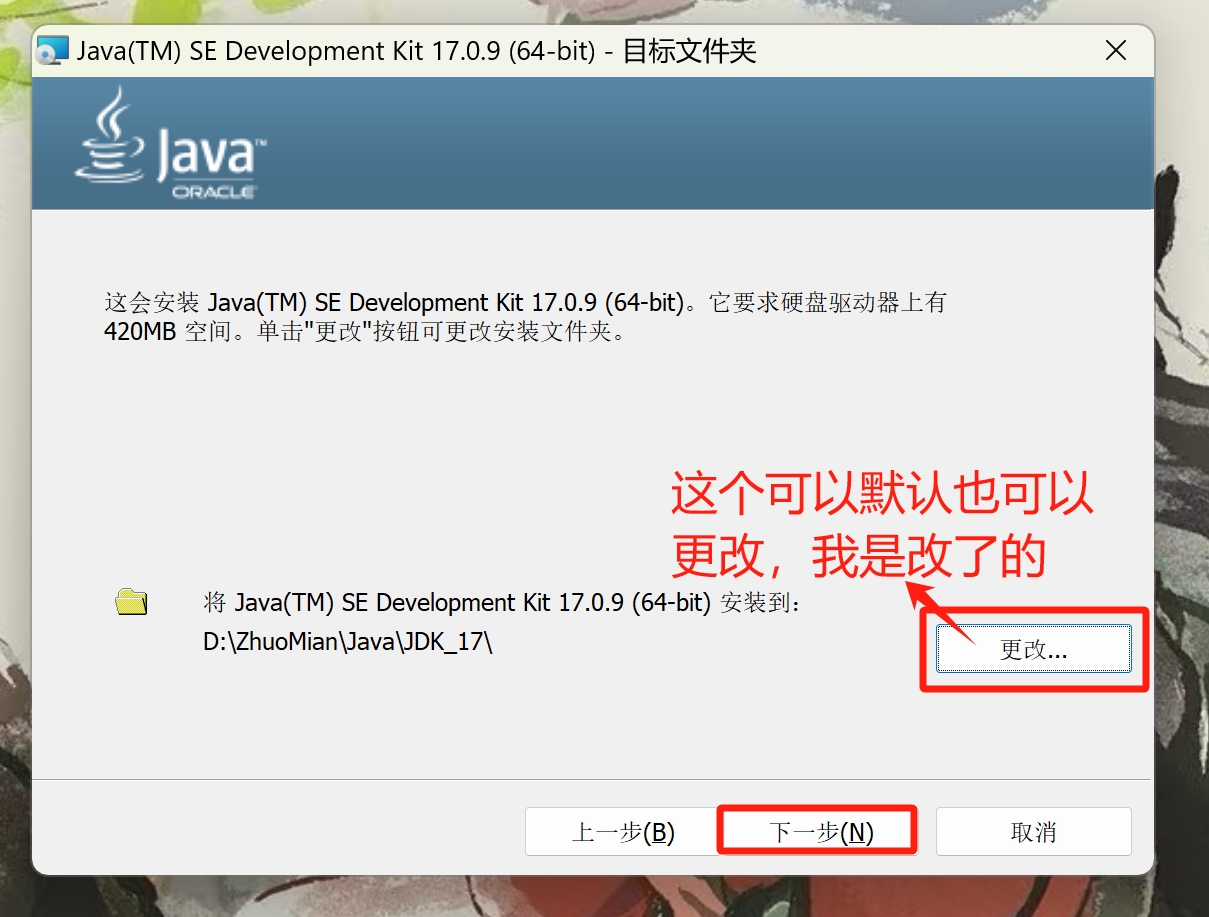 Java(TM) SE Development Kit 17.0.9 (64-bit) - 目标文件夹
Java™
ORACLE
这会安装 Java(TM) SE Development Kit 17.0.9 (64-bit)。它要求硬盘驱动器上有
420MB 空间。单击"更改"按钮可更改安装文件夹。
这个可以默认也可以
更改，我是改了的
将 Java(TM) SE Development Kit 17.0.9 (64-bit) 安装到：
D:\ZhuoMian\Java\JDK_17\
更改...
上一步(B)
下一步(N)
取消